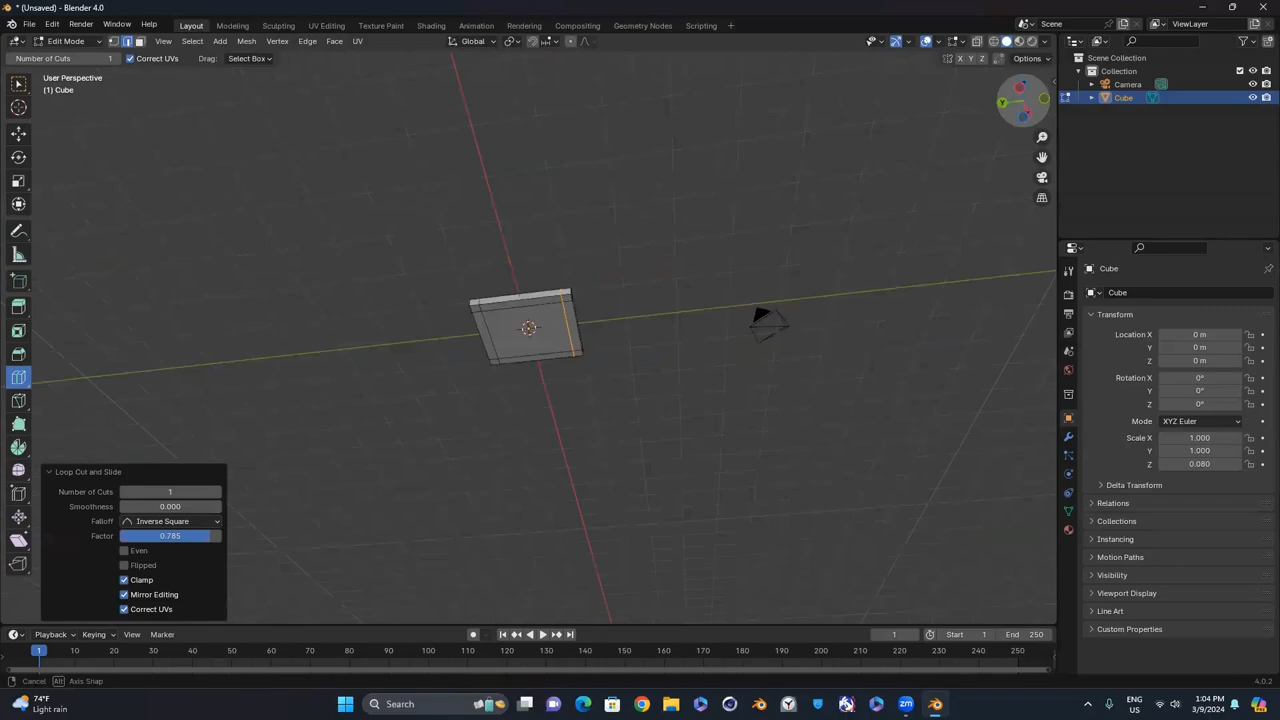 * (Unsaved) - Blender 4.0
File Edit Render Window Help
Layout Modeling Sculpting UV Editing Texture Paint Shading Animation Rendering Compositing Geometry Nodes Scripting +
Scene ViewLayer
Edit Mode View Select Add Mesh Vertex Edge Face UV Global
Number of Cuts 1 Correct UVs Drag: Select Box
X Y Z Options
User Perspective
(1) Cube
Y
Scene Collection
Collection
Camera
Cube
Cube
Cube
Transform
Location X 0 m
Y 0 m
Z 0 m
Rotation X 0°
Y 0°
Z 0°
Mode XYZ Euler
Scale X 1.000
Y 1.000
Z 0.080
Delta Transform
Relations
Collections
Instancing
Motion Paths
Visibility
Viewport Display
Line Art
Custom Properties
Loop Cut and Slide
Number of Cuts 1
Smoothness 0.000
Falloff Inverse Square
Factor 0.785
Even
Flipped
Clamp
Mirror Editing
Correct UVs
Playback Keying View Marker 1 Start 1 End 250
1 10 20 30 40 50 60 70 80 90 100 110 120 130 140 150 160 170 180 190 200 210 220 230 240 250
Cancel Alt Axis Snap 4.0.2
74°F
Light rain
Search
ENG
US
1:04 PM
3/9/2024